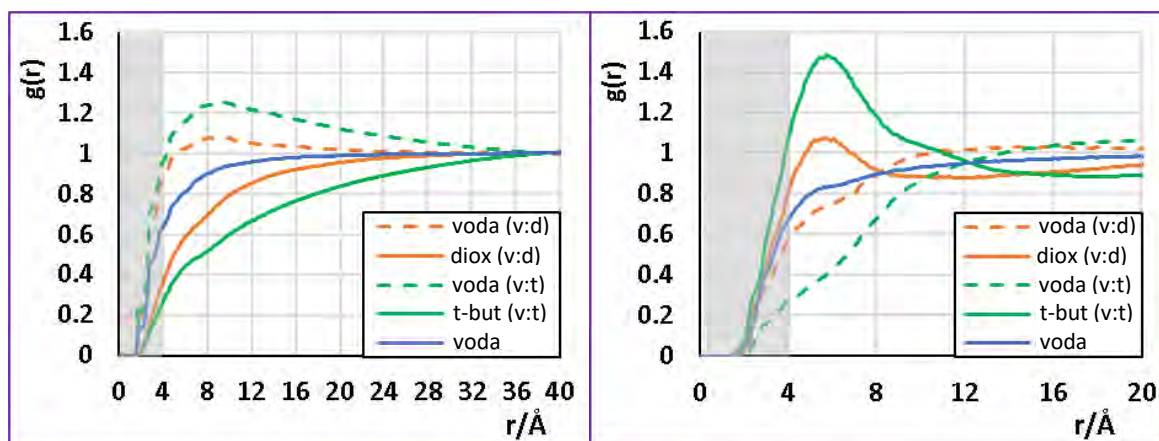 1.6
1.4
1.2
1
0.8
0.6
0.4
0.2
0
g(r)
0 4 8 12 16 20 24 28 32 36 40
r/Å
voda (v:d)
diox (v:d)
voda (v:t)
t-but (v:t)
voda
1.6
1.4
1.2
1
0.8
0.6
0.4
0.2
0
g(r)
0 4 8 12 16 20
r/Å
voda (v:d)
diox (v:d)
voda (v:t)
t-but (v:t)
voda